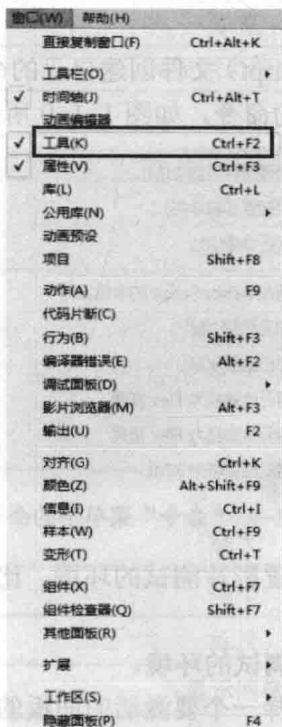 窗口(W) 帮助(H)
直接复制窗口(F) Ctrl+Alt+K
工具栏(O)
时间轴(J) Ctrl+Alt+T
动画编辑器
工具(K) Ctrl+F2
属性(V) Ctrl+F3
库(L) Ctrl+L
公用库(N)
动画预设
项目 Shift+F8
动作(A) F9
代码片断(C)
行为(B) Shift+F3
编译器错误(E) Alt+F2
调试面板(D)
影片浏览器(M) Alt+F3
输出(U) F2
对齐(G) Ctrl+K
颜色(Z) Alt+Shift+F9
信息(I) Ctrl+I
样本(W) Ctrl+F9
变形(T) Ctrl+T
组件(X) Ctrl+F7
组件检查器(Q) Shift+F7
其他面板(R)
扩展
工作区(S)
隐藏面板(P) F4